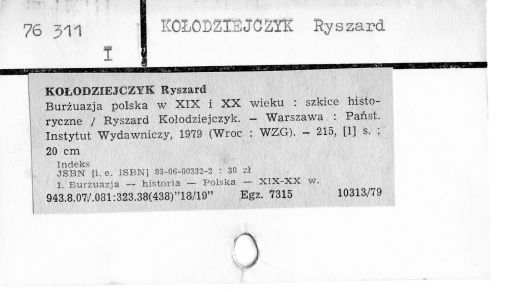 76 311
I
KOŁODZIEJCZYK Ryszard
KOŁODZIEJCZYK Ryszard
Burżuazja polska w XIX i XX wieku : szkice histo-
ryczne / Ryszard Kołodziejczyk. — Warszawa : Państ.
Instytut Wydawniczy, 1979 (Wroc : WZG). — 215, [1] s. ;
20 cm
Indeks
JSBN [i. e. ISBN] 83-06-00332-3 : 30 zł
1. Burżuazja — historia — Polska — XIX-XX w.
943.8.07/.081:323.38(438)"18/19" Egz. 7315 10313/79